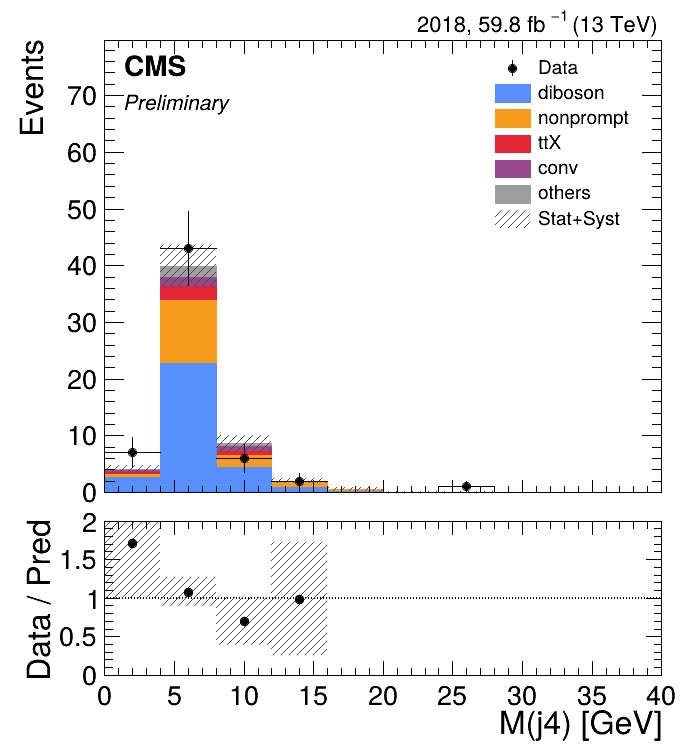 2018, 59.8 fb⁻¹ (13 TeV)
CMS
Preliminary
Events
70
60
50
40
30
20
10
0
Data
diboson
nonprompt
ttX
conv
others
Stat+Syst
Data / Pred
2
1.5
1
0.5
0
0 5 10 15 20 25 30 35 40
M(j4) [GeV]